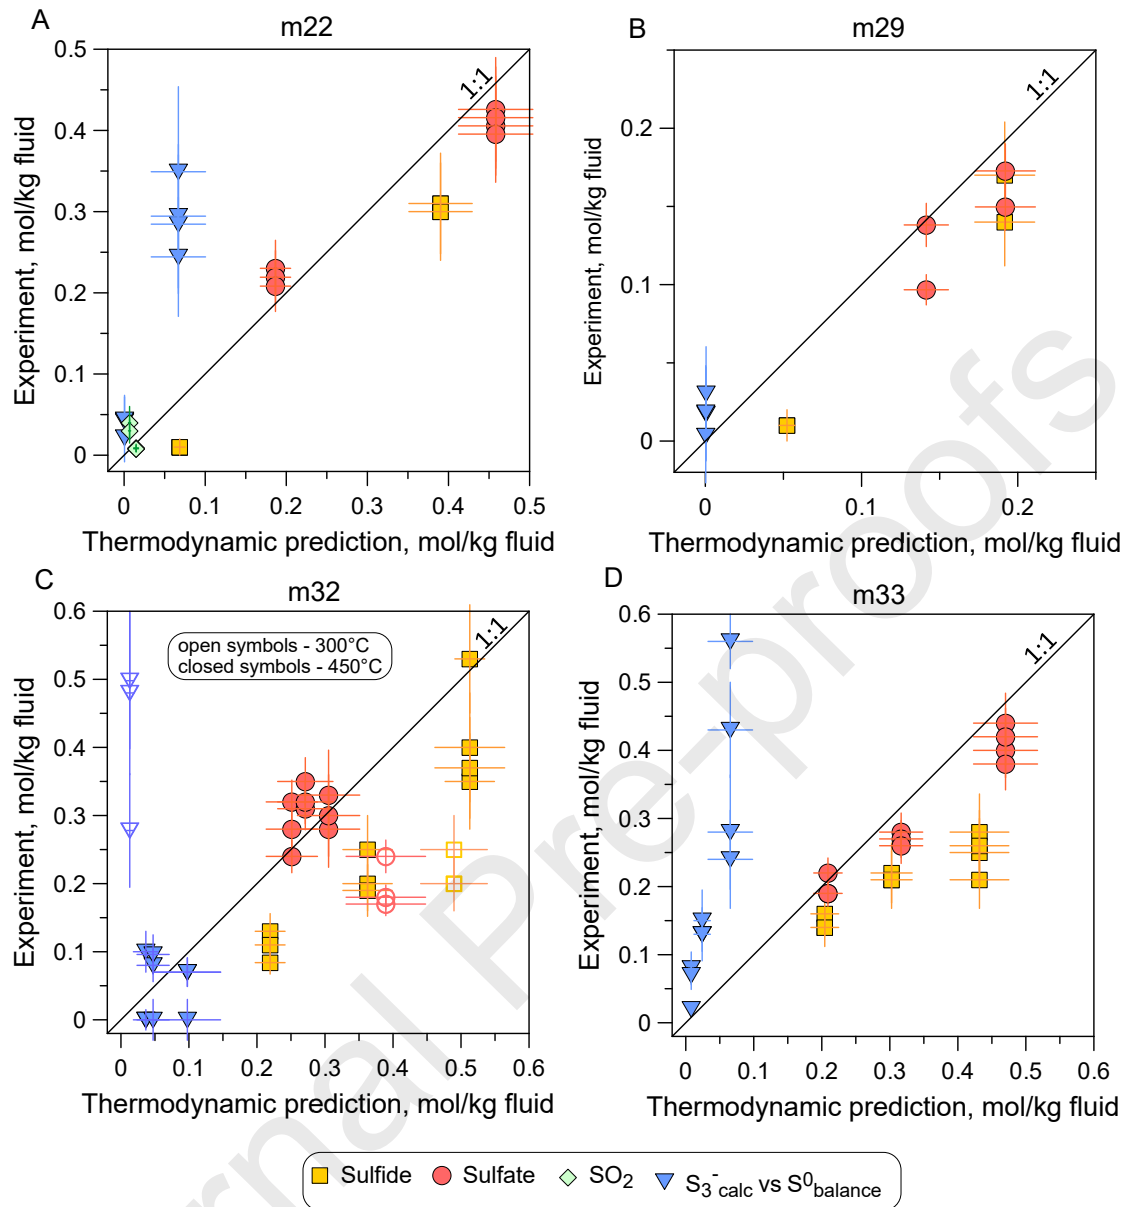 A
m22
0.5
0.4
0.3
0.2
0.1
0
0
0.1
0.2
0.3
0.4
0.5
1:1
Experiment, mol/kg fluid
Thermodynamic prediction, mol/kg fluid
B
m29
0.2
0.1
0
0
0.1
0.2
1:1
Experiment, mol/kg fluid
Thermodynamic prediction, mol/kg fluid
C
m32
open symbols - 300°C
closed symbols - 450°C
0.6
0.5
0.4
0.3
0.2
0.1
0
0
0.1
0.2
0.3
0.4
0.5
0.6
1:1
Experiment, mol/kg fluid
Thermodynamic prediction, mol/kg fluid
D
m33
0.6
0.5
0.4
0.3
0.2
0.1
0
0
0.1
0.2
0.3
0.4
0.5
0.6
1:1
Experiment, mol/kg fluid
Thermodynamic prediction, mol/kg fluid
Sulfide
Sulfate
SO₂
S₃⁻calc vs S⁰balance
rnal Pre-proofs